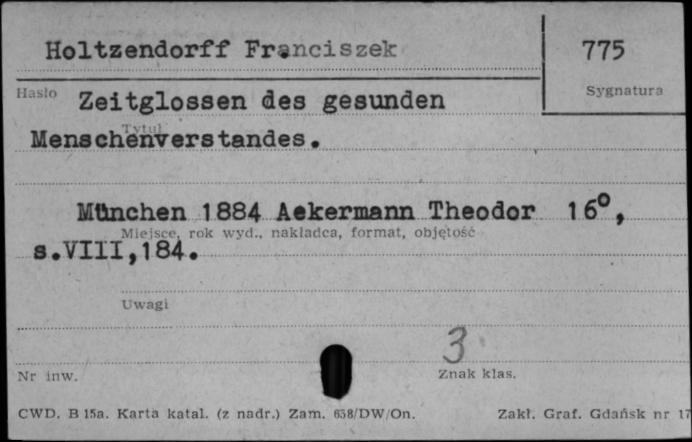 Holtzendorff Franciszek
775
Hasło
Sygnatura
Zeitglossen des gesunden
Tytuł
Menschenverstandes.
München 1884 Aekermann Theodor 16°,
Miejsce, rok wyd., nakładca, format, objętość
s.VIII,184.
Uwagi
3
Nr inw.
Znak klas.
CWD. B 15a. Karta katal. (z nadr.) Zam. 638/DW/On.
Zakł. Graf. Gdańsk nr 17